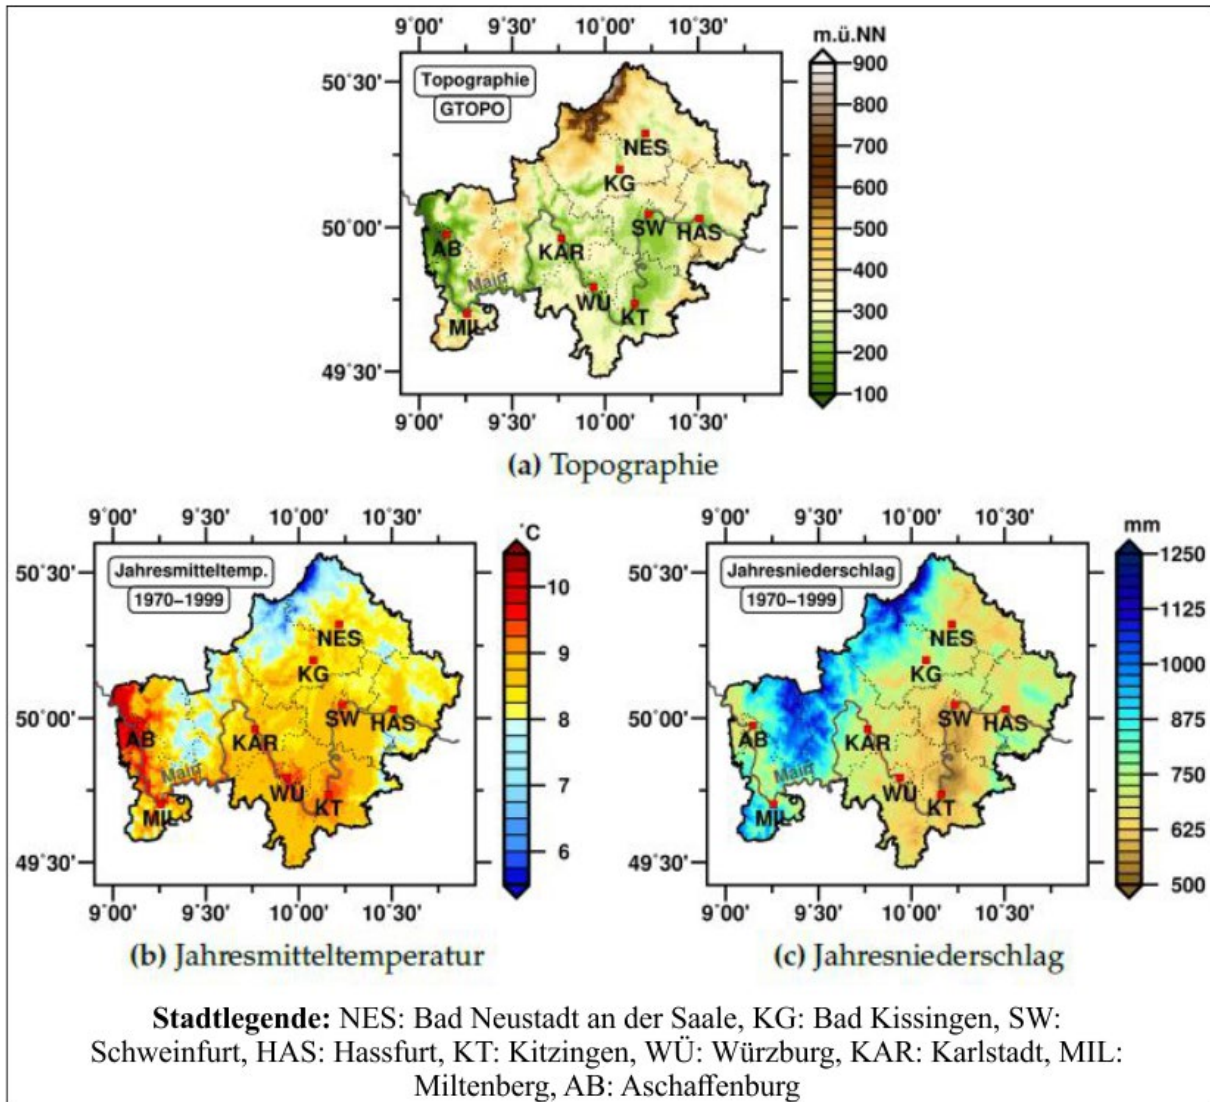 9°00' 9°30' 10°00' 10°30'
m.ü.NN
Topographie
GTOPO
50°30'
50°00'
49°30'
NES
KG
SW
HAS
AB
KAR
Main
WÜ
KT
MIL
900
800
700
600
500
400
300
200
100
9°00' 9°30' 10°00' 10°30'
(a) Topographie
9°00' 9°30' 10°00' 10°30'
°C
Jahresmitteltemp.
1970–1999
50°30'
50°00'
49°30'
NES
KG
SW
HAS
AB
KAR
Main
WÜ
KT
MIL
10
9
8
7
6
9°00' 9°30' 10°00' 10°30'
(b) Jahresmitteltemperatur
9°00' 9°30' 10°00' 10°30'
mm
Jahresniederschlag
1970–1999
50°30'
50°00'
49°30'
NES
KG
SW
HAS
AB
KAR
Main
WÜ
KT
MIL
1250
1125
1000
875
750
625
500
9°00' 9°30' 10°00' 10°30'
(c) Jahresniederschlag
Stadtlegende: NES: Bad Neustadt an der Saale, KG: Bad Kissingen, SW:
Schweinfurt, HAS: Hassfurt, KT: Kitzingen, WÜ: Würzburg, KAR: Karlstadt, MIL:
Miltenberg, AB: Aschaffenburg